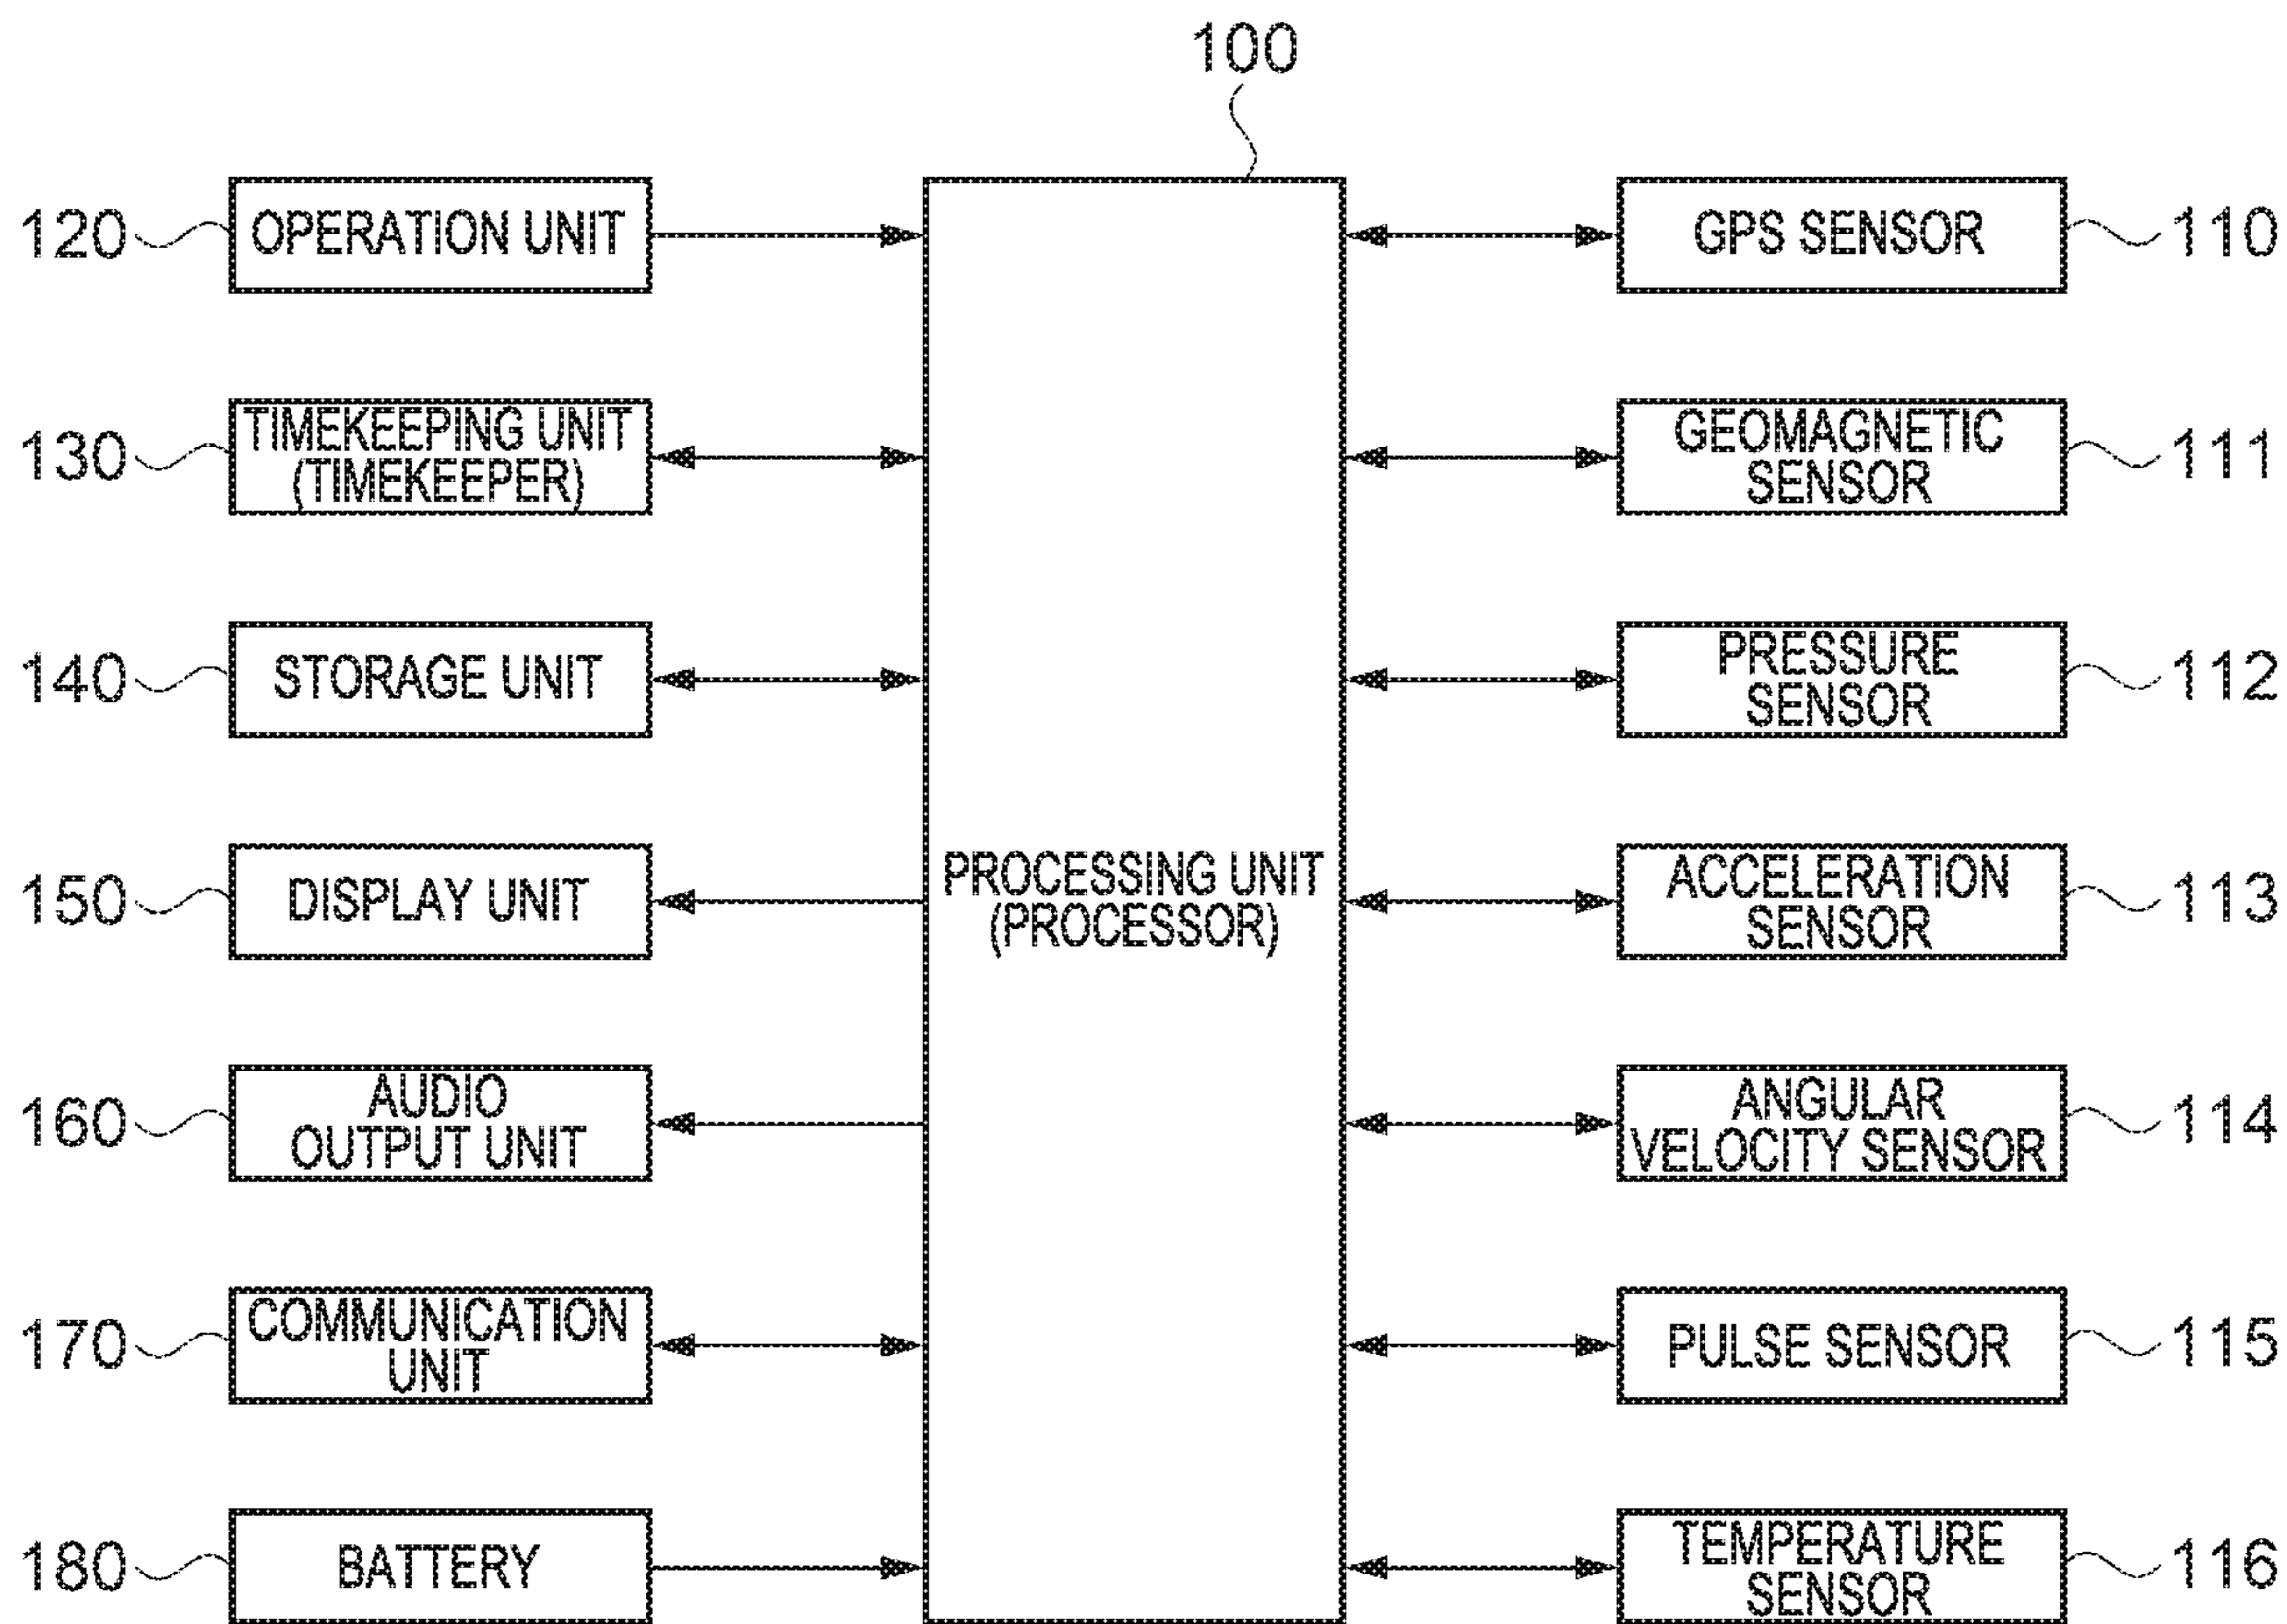 100
120
OPERATION UNIT
GPS SENSOR
110
130
TIMEKEEPING UNIT
(TIMEKEEPER)
GEOMAGNETIC
SENSOR
111
140
STORAGE UNIT
PRESSURE
SENSOR
112
150
DISPLAY UNIT
PROCESSING UNIT
(PROCESSOR)
ACCELERATION
SENSOR
113
160
AUDIO
OUTPUT UNIT
ANGULAR
VELOCITY SENSOR
114
170
COMMUNICATION
UNIT
PULSE SENSOR
115
180
BATTERY
TEMPERATURE
SENSOR
116